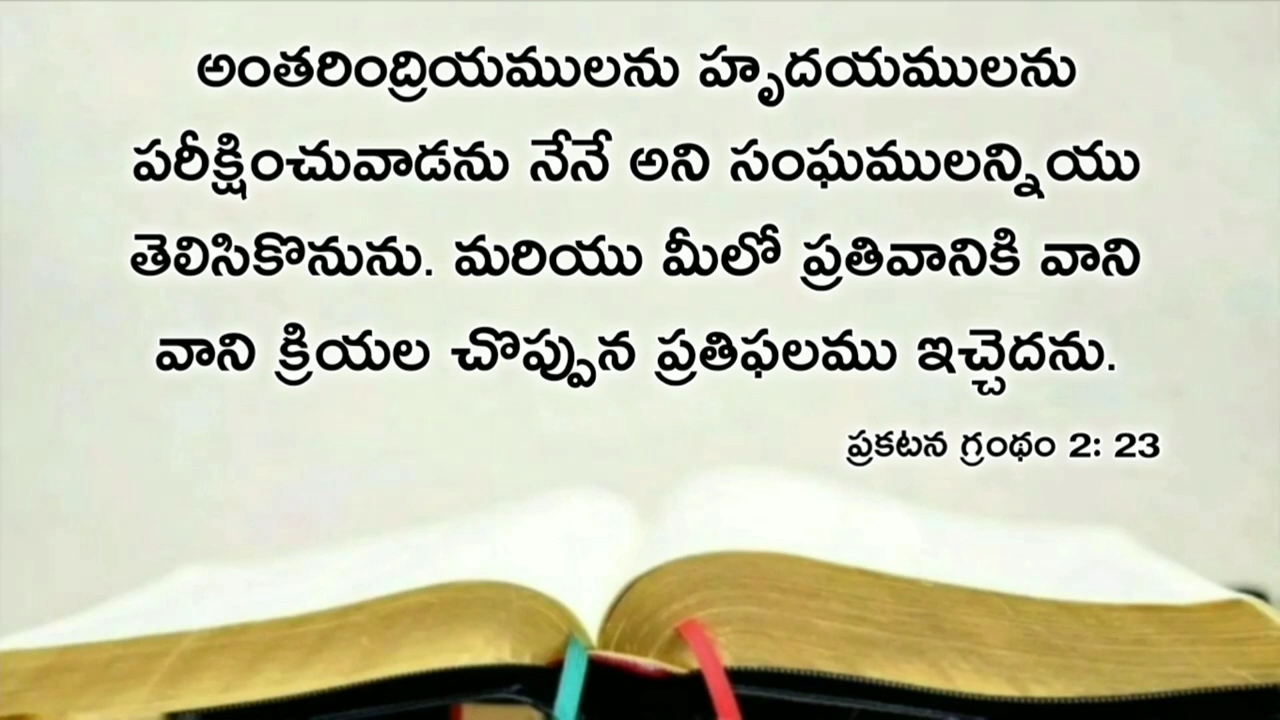 అంతరింద్రియములను హృదయములను
పరీక్షించువాడను నేనే అని సంఘములన్నియు
తెలిసికొనును. మరియు మీలో ప్రతివానికి వాని
వాని క్రియల చొప్పున ప్రతిఫలము ఇచ్చెదను.
ప్రకటన గ్రంథం 2: 23